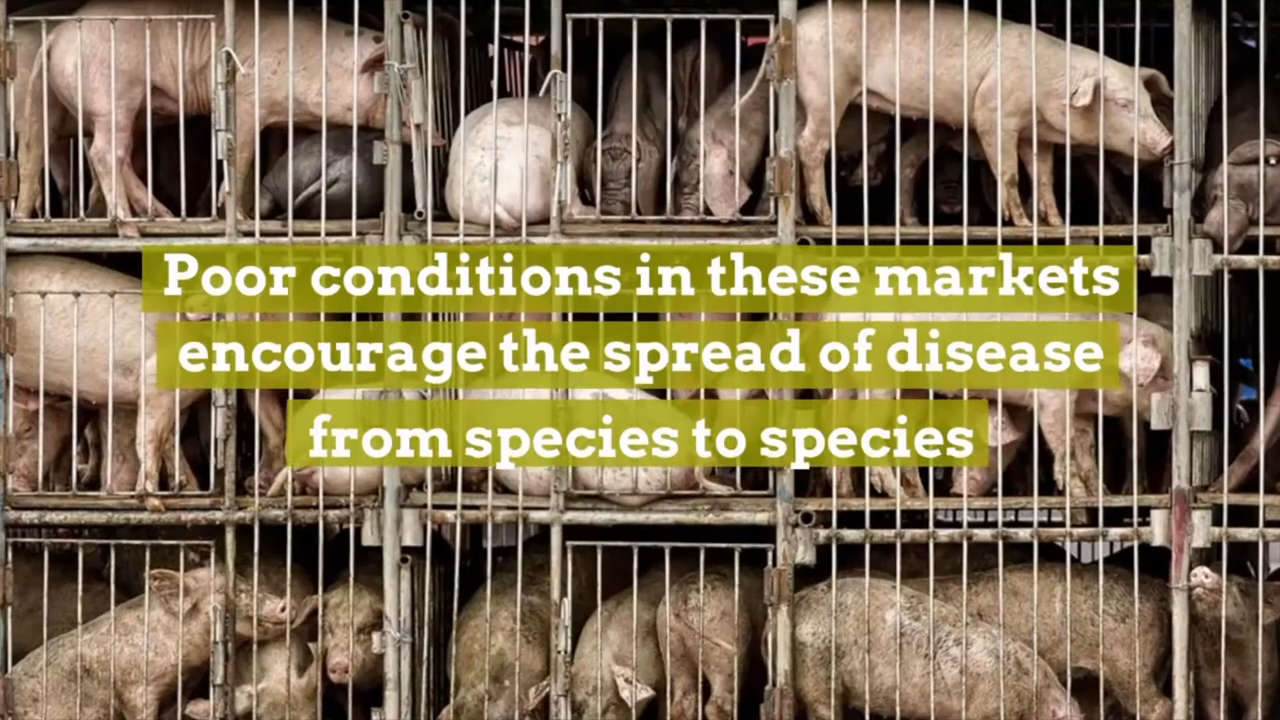 Poor conditions in these markets
encourage the spread of disease
from species to species